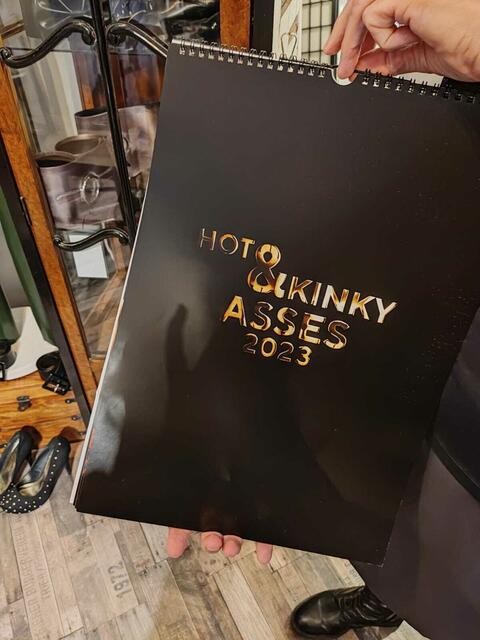 HOT
&KINKY
ASSES
2023
1972